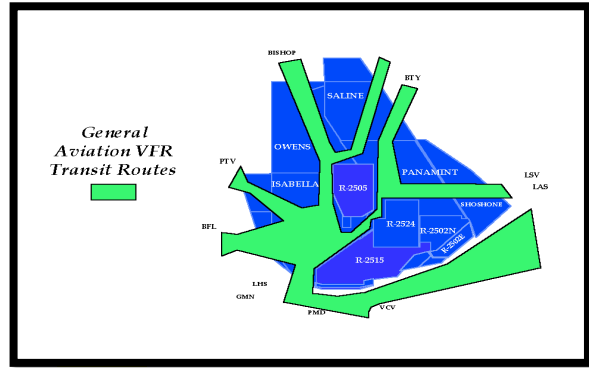 BISHOP
BTY
SALINE
General
Aviation VFR
Transit Routes
OWENS
PTV
PANAMINT
ISABELLA
R-2505
LSV
LAS
SHOSHONE
BFL
R-2524
R-2502N
R-2502E
R-2515
LHS
GMN
PMD
VCV